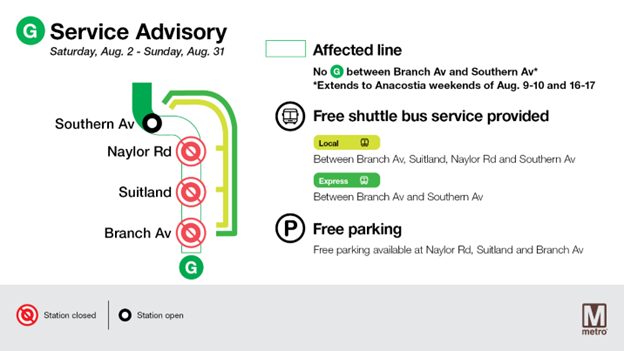 G Service Advisory
Saturday, Aug. 2 - Sunday, Aug. 31
Southern Av
Naylor Rd
Suitland
Branch Av
G
Affected line
No G between Branch Av and Southern Av*
*Extends to Anacostia weekends of Aug. 9-10 and 16-17
Free shuttle bus service provided
Local
Between Branch Av, Suitland, Naylor Rd and Southern Av
Express
Between Branch Av and Southern Av
P Free parking
Free parking available at Naylor Rd, Suitland and Branch Av
Station closed
Station open
M
metro